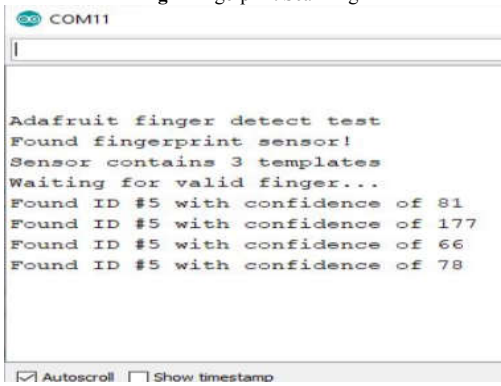 COM11
Adafruit finger detect test
Found fingerprint sensor!
Sensor contains 3 templates
Waiting for valid finger...
Found ID #5 with confidence of 81
Found ID #5 with confidence of 177
Found ID #5 with confidence of 66
Found ID #5 with confidence of 78
Autoscroll Show timestamp